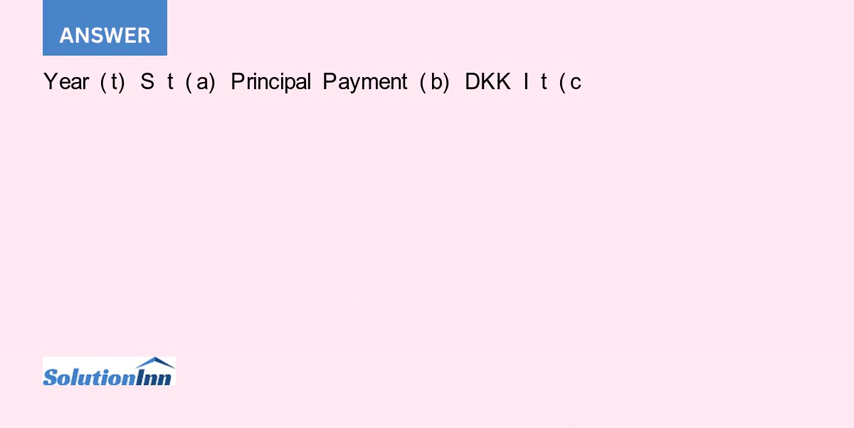 ANSWER
Year (t) S t (a) Principal Payment (b) DKK I t (c
SolutionInn